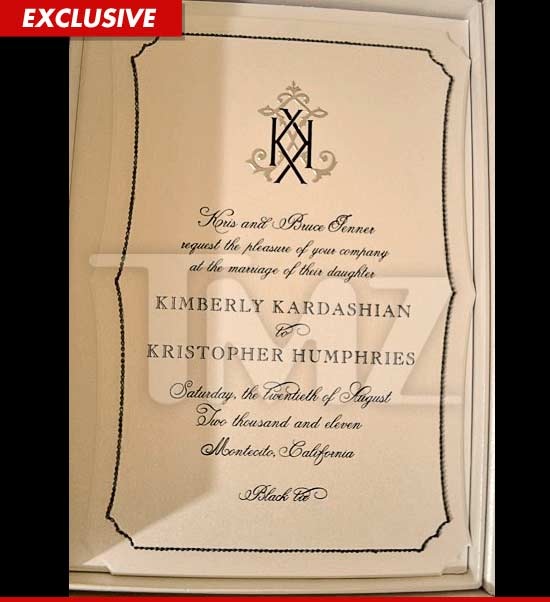 EXCLUSIVE
KK
Kris and Bruce Jenner
request the pleasure of your company
at the marriage of their daughter
TMZ
KIMBERLY KARDASHIAN
to
KRISTOPHER HUMPHRIES
Saturday, the twentieth of August
Two thousand and eleven
Montecito, California
Black tie